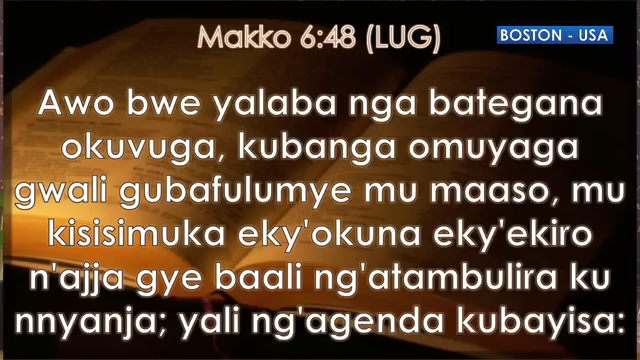 Makko 6:48 (LUG)
BOSTON - USA
Awo bwe yalaba nga bategana
okuvuga, kubanga omuyaga
gwali gubafulumye mu maaso, mu
kisisimuka eky'okuna eky'ekiro
n'ajja gye baali ng'atambulira ku
nnyanja; yali ng'agenda kubayisa: